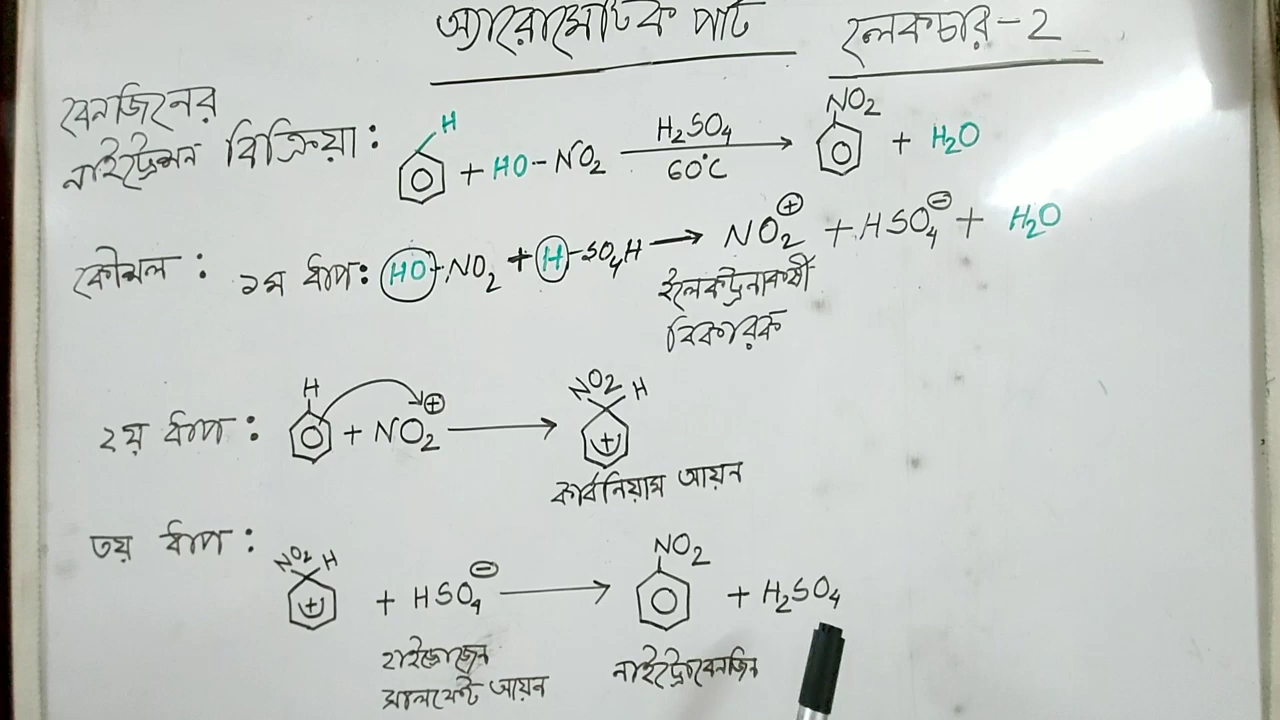 অ্যারোমেটিক পার্ট লেকচার-2
বেনজিনের
নাইট্রেশন বিক্রিয়া:
H
+ HO-NO₂ H₂SO₄ 60°C → NO₂ + H₂O
কৌশল: ১ম ধাপ: HO-NO₂ + H-SO₄H → NO₂⊕ + HSO₄⊖ + H₂O
ইলেকট্রনাকর্ষী
বিকারক
২য় ধাপ: H + NO₂⊕ → NO₂ H +
কার্বনিয়াম আয়ন
৩য় ধাপ:
NO₂ H + + HSO₄⊖ → NO₂ + H₂SO₄
হাইড্রোজেন
সালফেট আয়ন
নাইট্রোবেনজিন